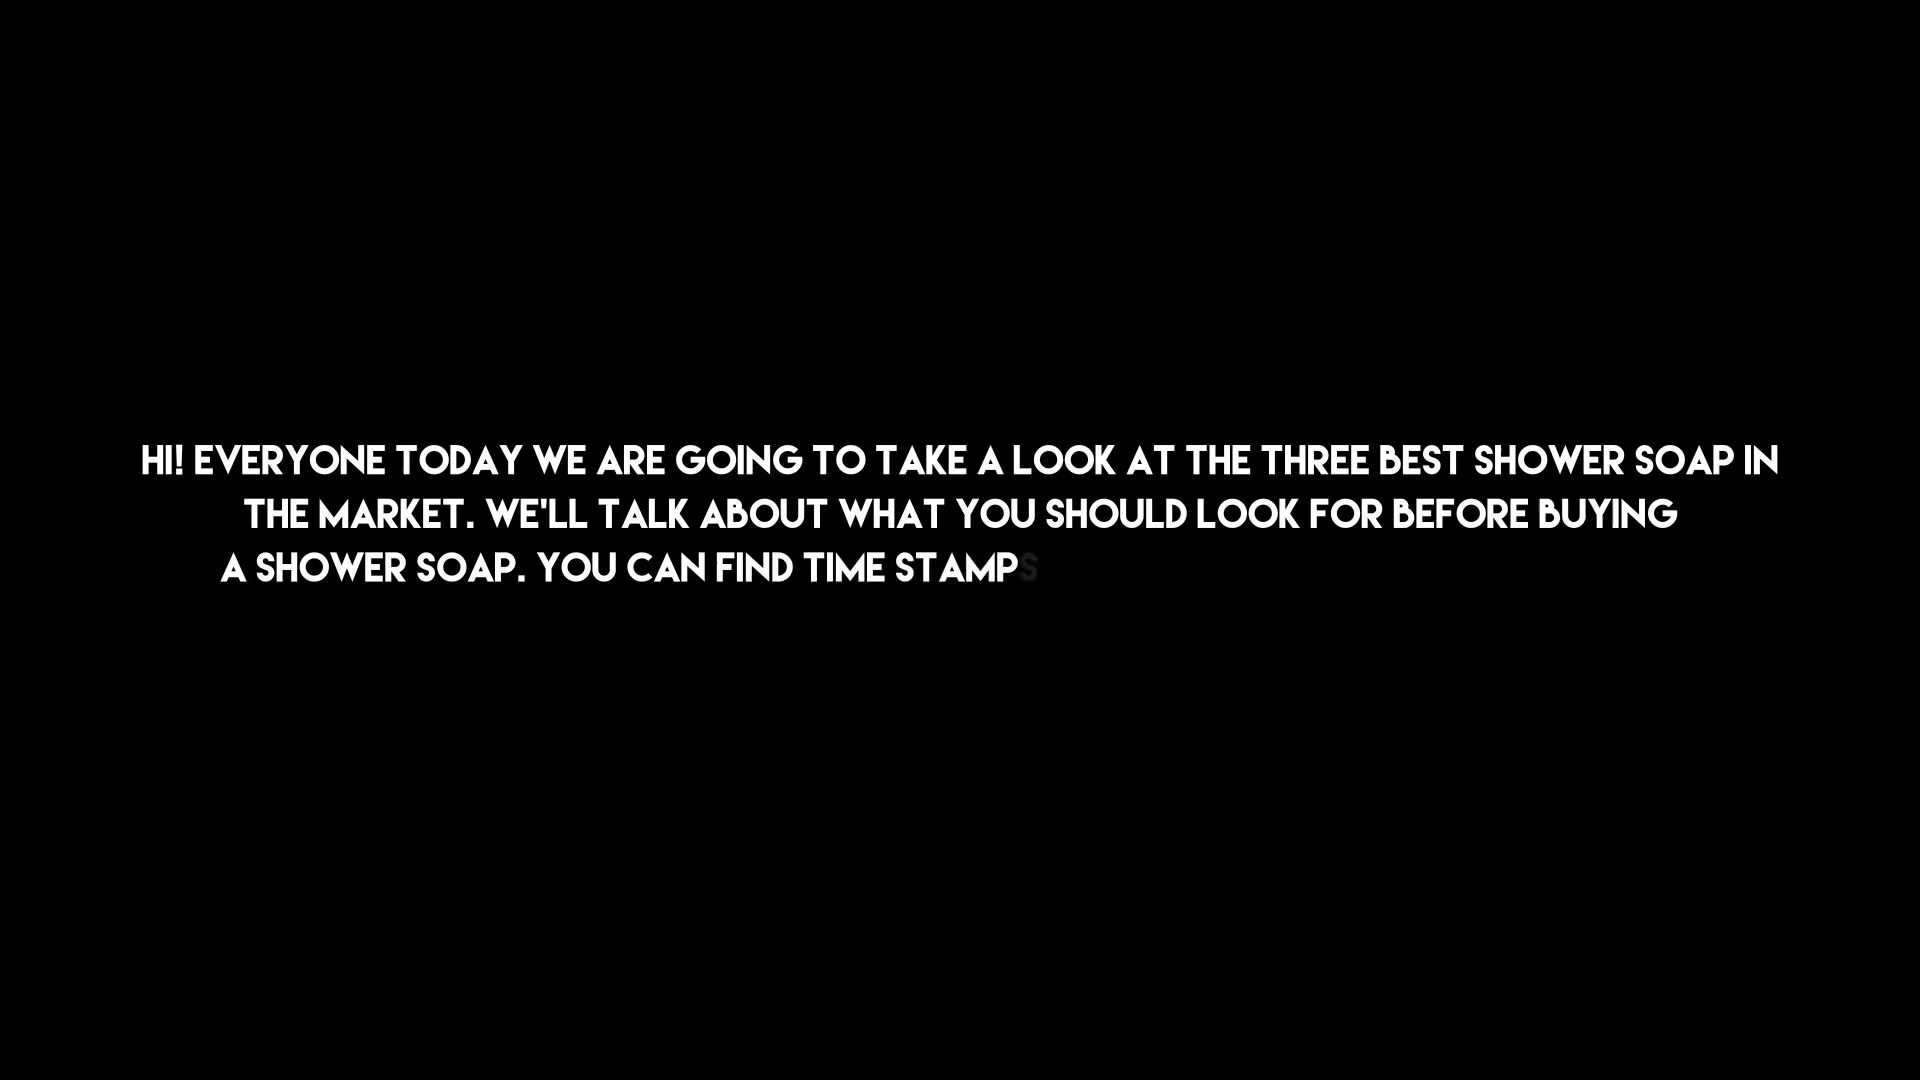 HI! EVERYONE TODAY WE ARE GOING TO TAKE A LOOK AT THE THREE BEST SHOWER SOAP IN
THE MARKET. WE'LL TALK ABOUT WHAT YOU SHOULD LOOK FOR BEFORE BUYING
A SHOWER SOAP. YOU CAN FIND TIME STAMPS